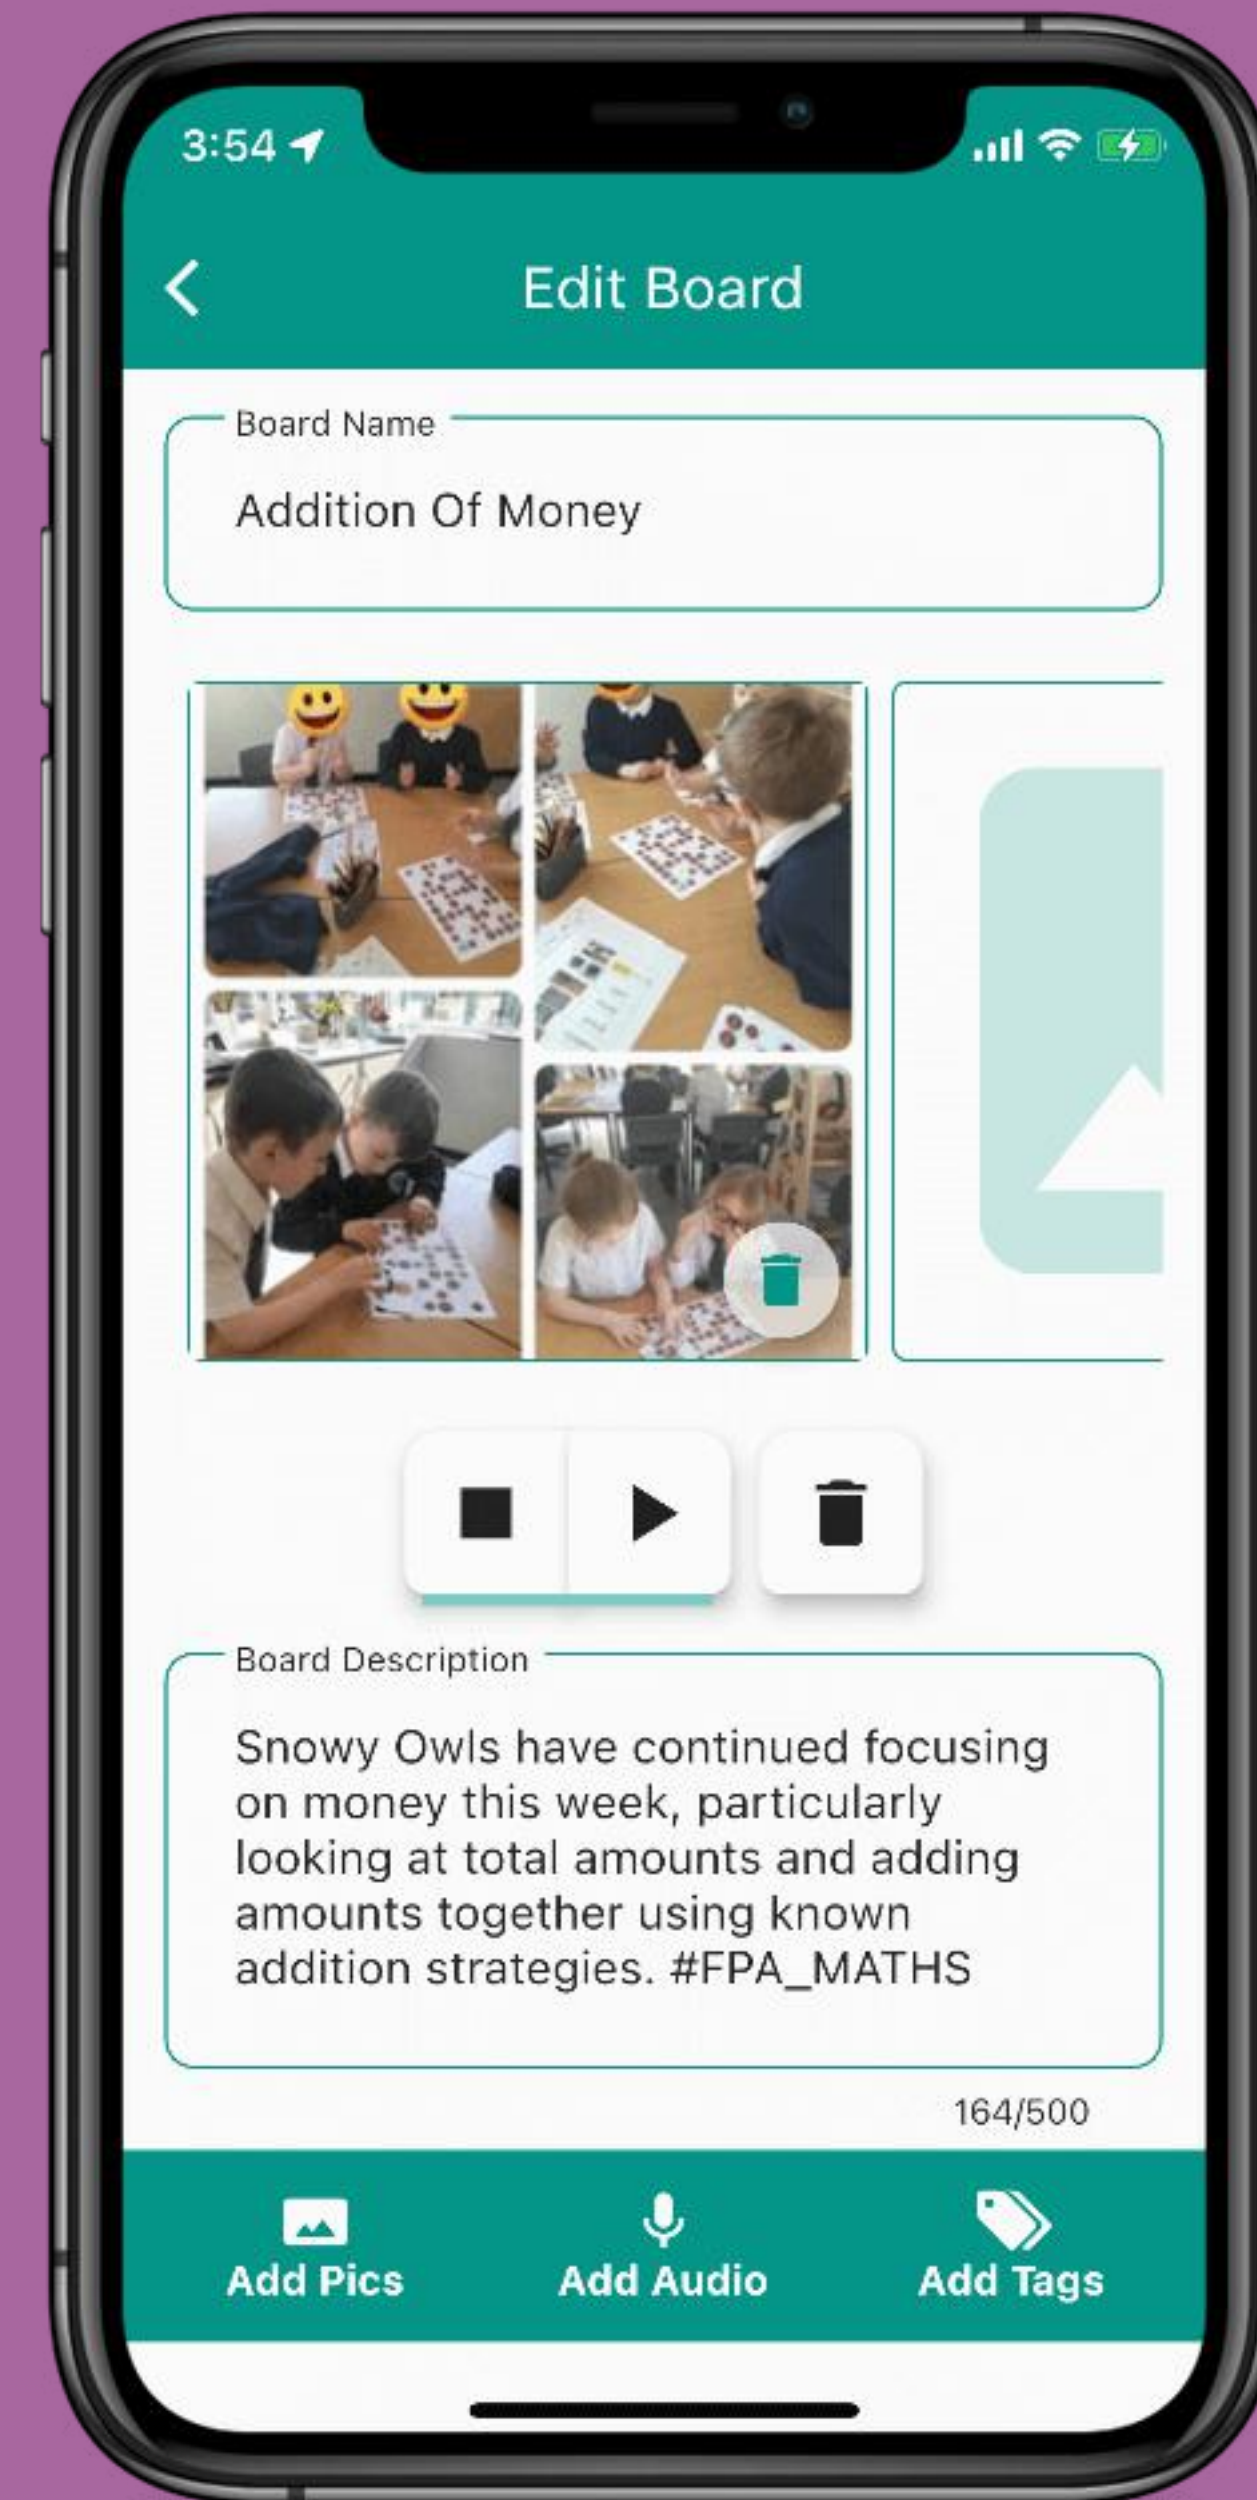 3:54
Edit Board
Board Name
Addition Of Money
Board Description
Snowy Owls have continued focusing
on money this week, particularly
looking at total amounts and adding
amounts together using known
addition strategies. #FPA_MATHS
164/500
Add Pics
Add Audio
Add Tags